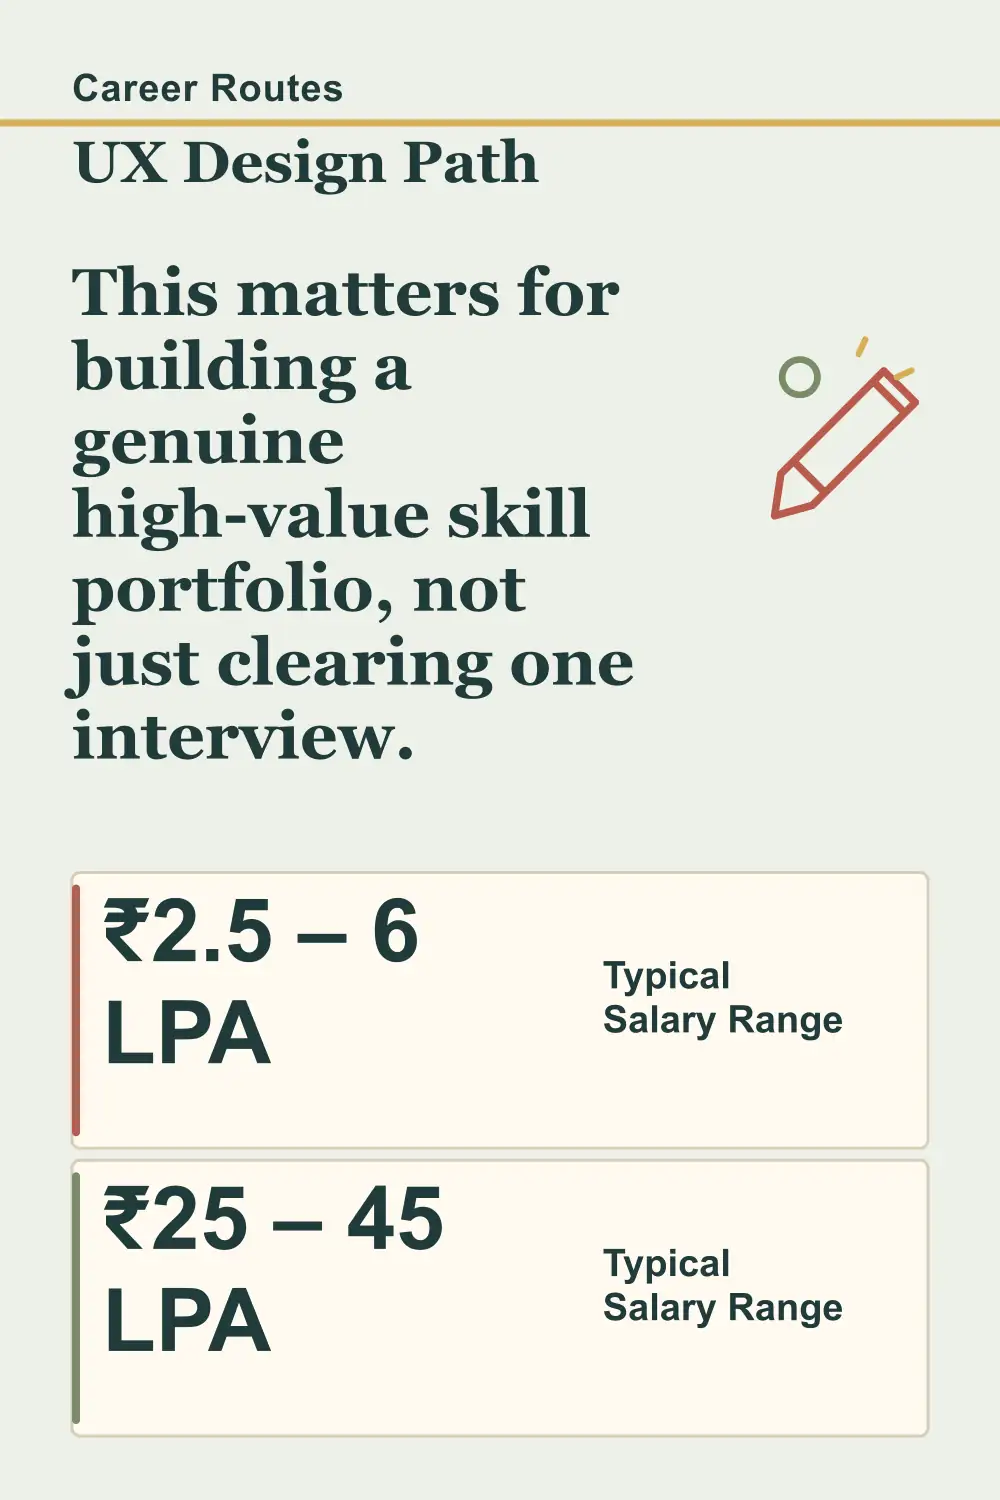 Career Routes
UX Design Path
This matters for
building a
genuine
high-value skill
portfolio, not
just clearing one
interview.
₹2.5 – 6
LPA
Typical
Salary Range
₹25 – 45
LPA
Typical
Salary Range